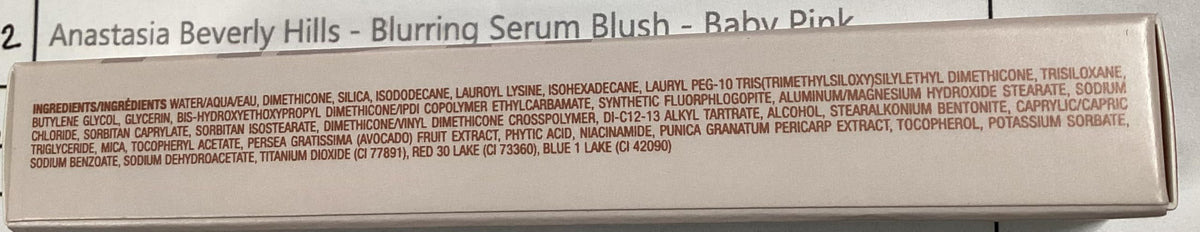 2 Anastasia Beverly Hills - Blurring Serum Blush - Baby Pink
INGREDIENTS/INGRÉDIENTS WATER/AQUA/EAU, DIMETHICONE, SILICA, ISODODECANE, LAUROYL LYSINE, ISOHEXADECANE, LAURYL PEG-10 TRIS(TRIMETHYLSILOXY)SILYLETHYL DIMETHICONE, TRISILOXANE,
BUTYLENE GLYCOL, GLYCERIN, BIS-HYDROXYETHOXYPROPYL DIMETHICONE/IPDI COPOLYMER ETHYLCARBAMATE, SYNTHETIC FLUORPHLOGOPITE, ALUMINUM/MAGNESIUM HYDROXIDE STEARATE, SODIUM
CHLORIDE, SORBITAN CAPRYLATE, SORBITAN ISOSTEARATE, DIMETHICONE/VINYL DIMETHICONE CROSSPOLYMER, DI-C12-13 ALKYL TARTRATE, ALCOHOL, STEARALKONIUM BENTONITE, CAPRYLIC/CAPRIC
TRIGLYCERIDE, MICA, TOCOPHERYL ACETATE, PERSEA GRATISSIMA (AVOCADO) FRUIT EXTRACT, PHYTIC ACID, NIACINAMIDE, PUNICA GRANATUM PERICARP EXTRACT, TOCOPHEROL, POTASSIUM SORBATE,
SODIUM BENZOATE, SODIUM DEHYDROACETATE, TITANIUM DIOXIDE (CI 77891), RED 30 LAKE (CI 73360), BLUE 1 LAKE (CI 42090)